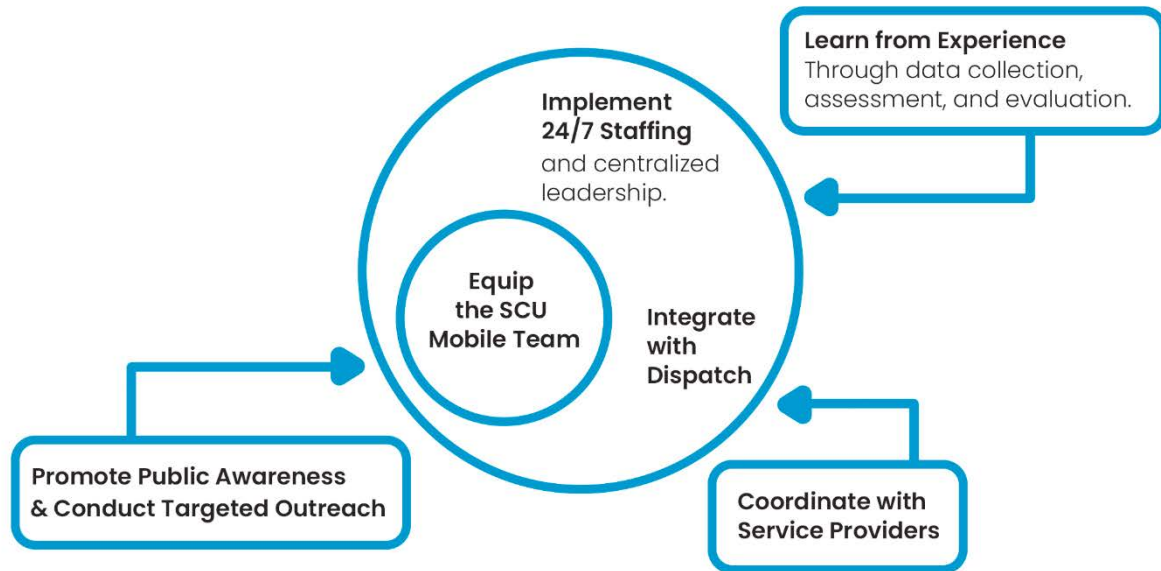 Learn from Experience
Through data collection,
assessment, and evaluation.
Implement
24/7 Staffing
and centralized
leadership.
Equip
the SCU
Mobile Team
Integrate
with
Dispatch
Promote Public Awareness
& Conduct Targeted Outreach
Coordinate with
Service Providers